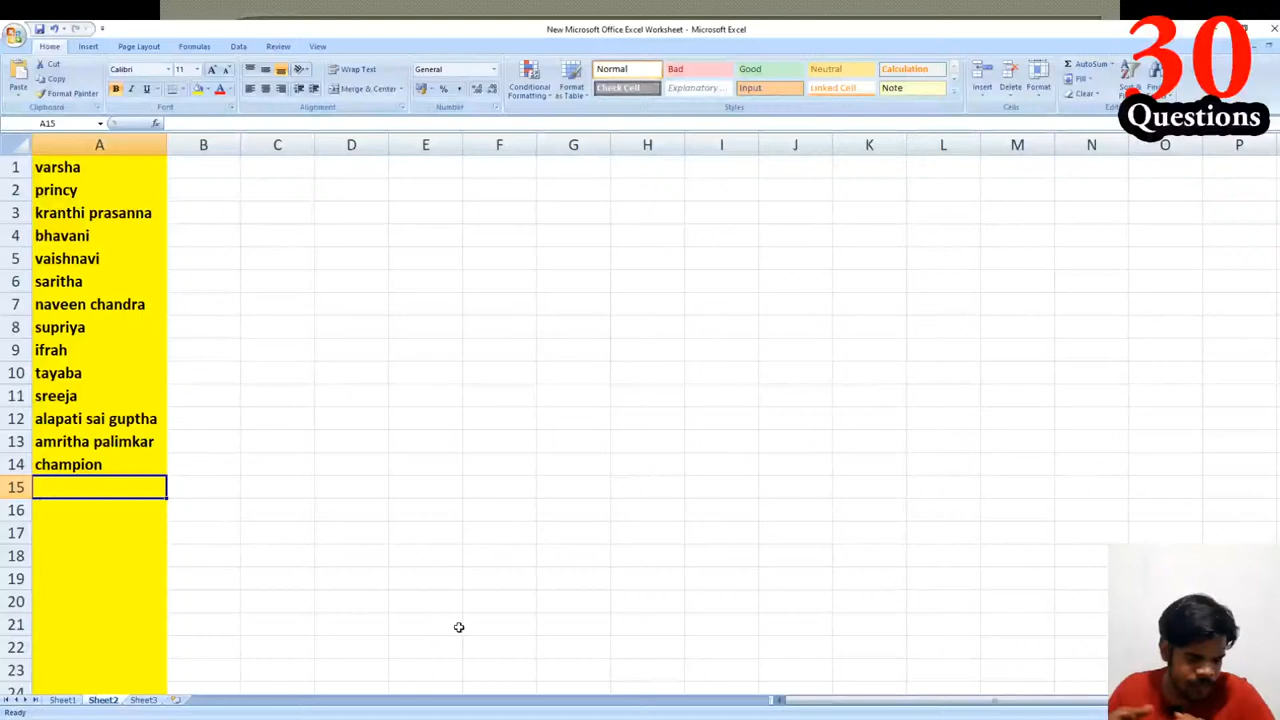 New Microsoft Office Excel Worksheet - Microsoft Excel
30
Questions
Home Insert Page Layout Formulas Data Review View
Paste
Cut
Copy
Format Painter
Clipboard
Calibri 11
B I U
Font
Wrap Text
Merge & Center
Alignment
General
%
Number
Conditional Formatting
Format as Table
Normal Bad Good Neutral Calculation
Check Cell Explanatory ... Input Linked Cell Note
Styles
Insert Delete Format
Cells
Σ AutoSum
Fill
Clear
A15 fx
A B C D E F G H I J K L M N O P
1 varsha
2 princy
3 kranthi prasanna
4 bhavani
5 vaishnavi
6 saritha
7 naveen chandra
8 supriya
9 ifrah
10 tayaba
11 sreeja
12 alapati sai guptha
13 amritha palimkar
14 champion
15
16
17
18
19
20
21
22
23
24
Sheet1 Sheet2 Sheet3
Ready